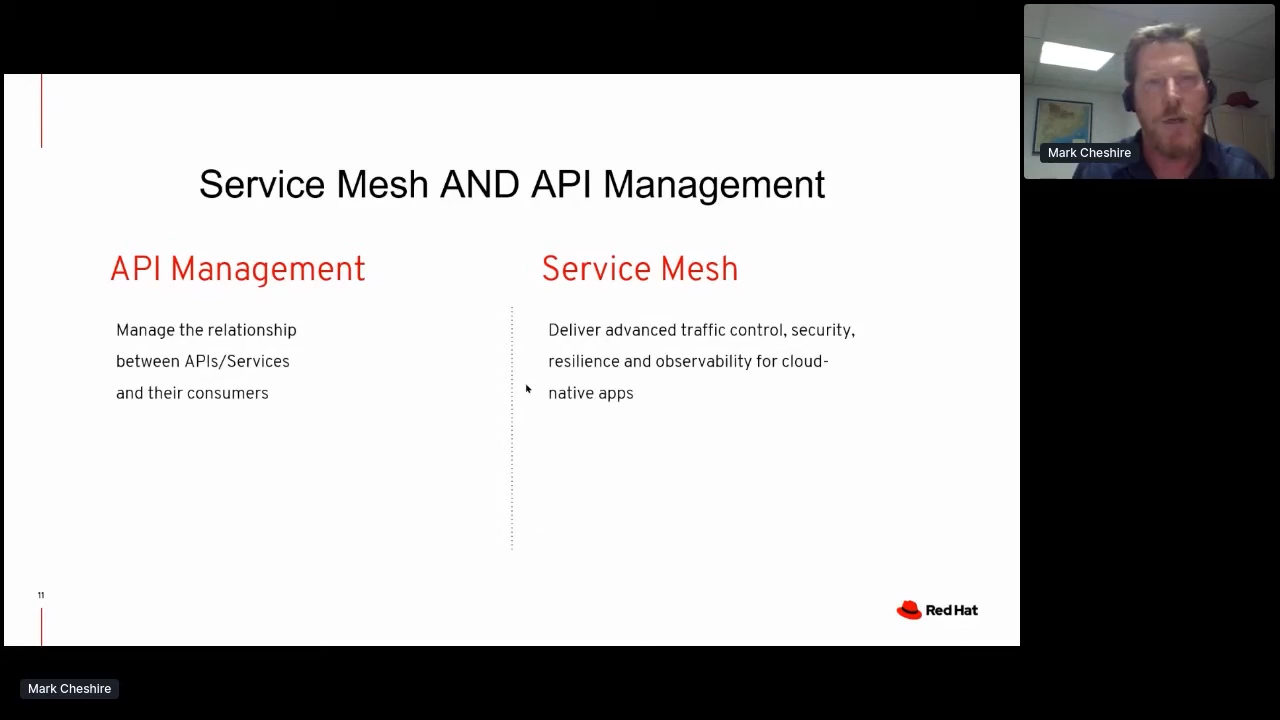 Mark Cheshire
Service Mesh AND API Management
API Management
Manage the relationship
between APIs/Services
and their consumers
Service Mesh
Deliver advanced traffic control, security,
resilience and observability for cloud-
native apps
11
Red Hat
Mark Cheshire